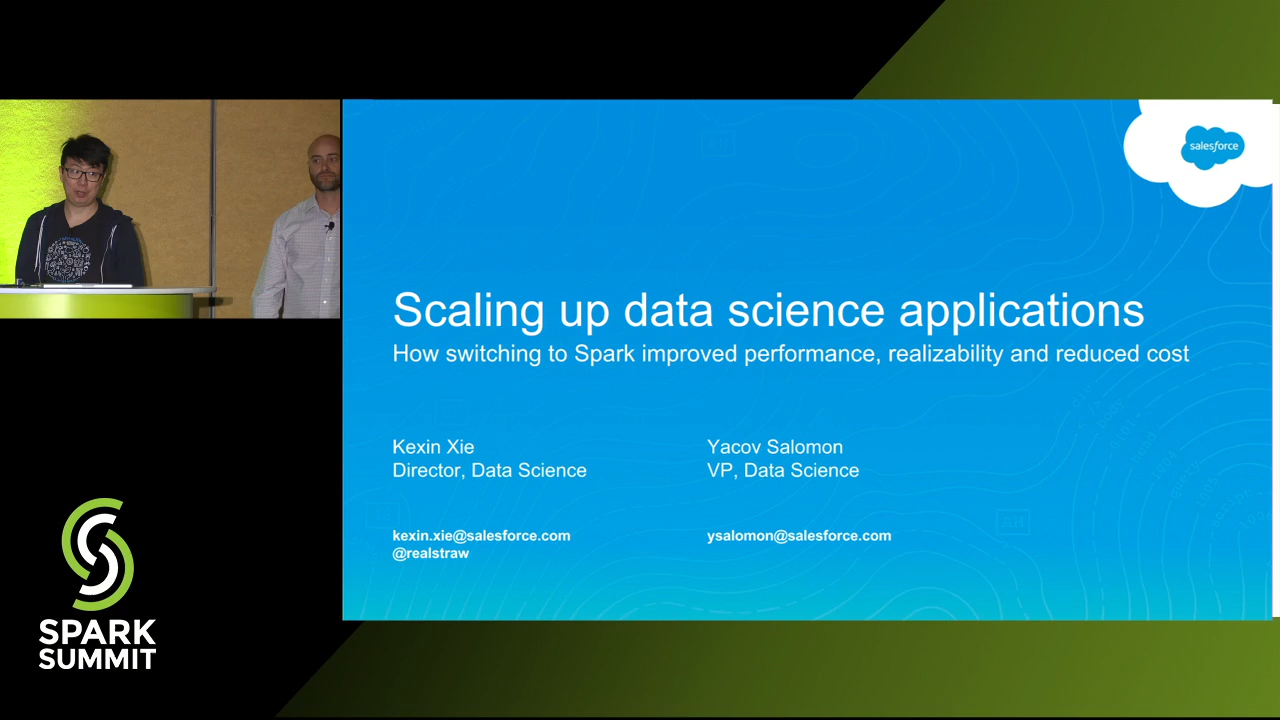 salesforce
Scaling up data science applications
How switching to Spark improved performance, realizability and reduced cost
Kexin Xie
Director, Data Science
Yacov Salomon
VP, Data Science
kexin.xie@salesforce.com
@realstraw
ysalomon@salesforce.com
SPARK
SUMMIT